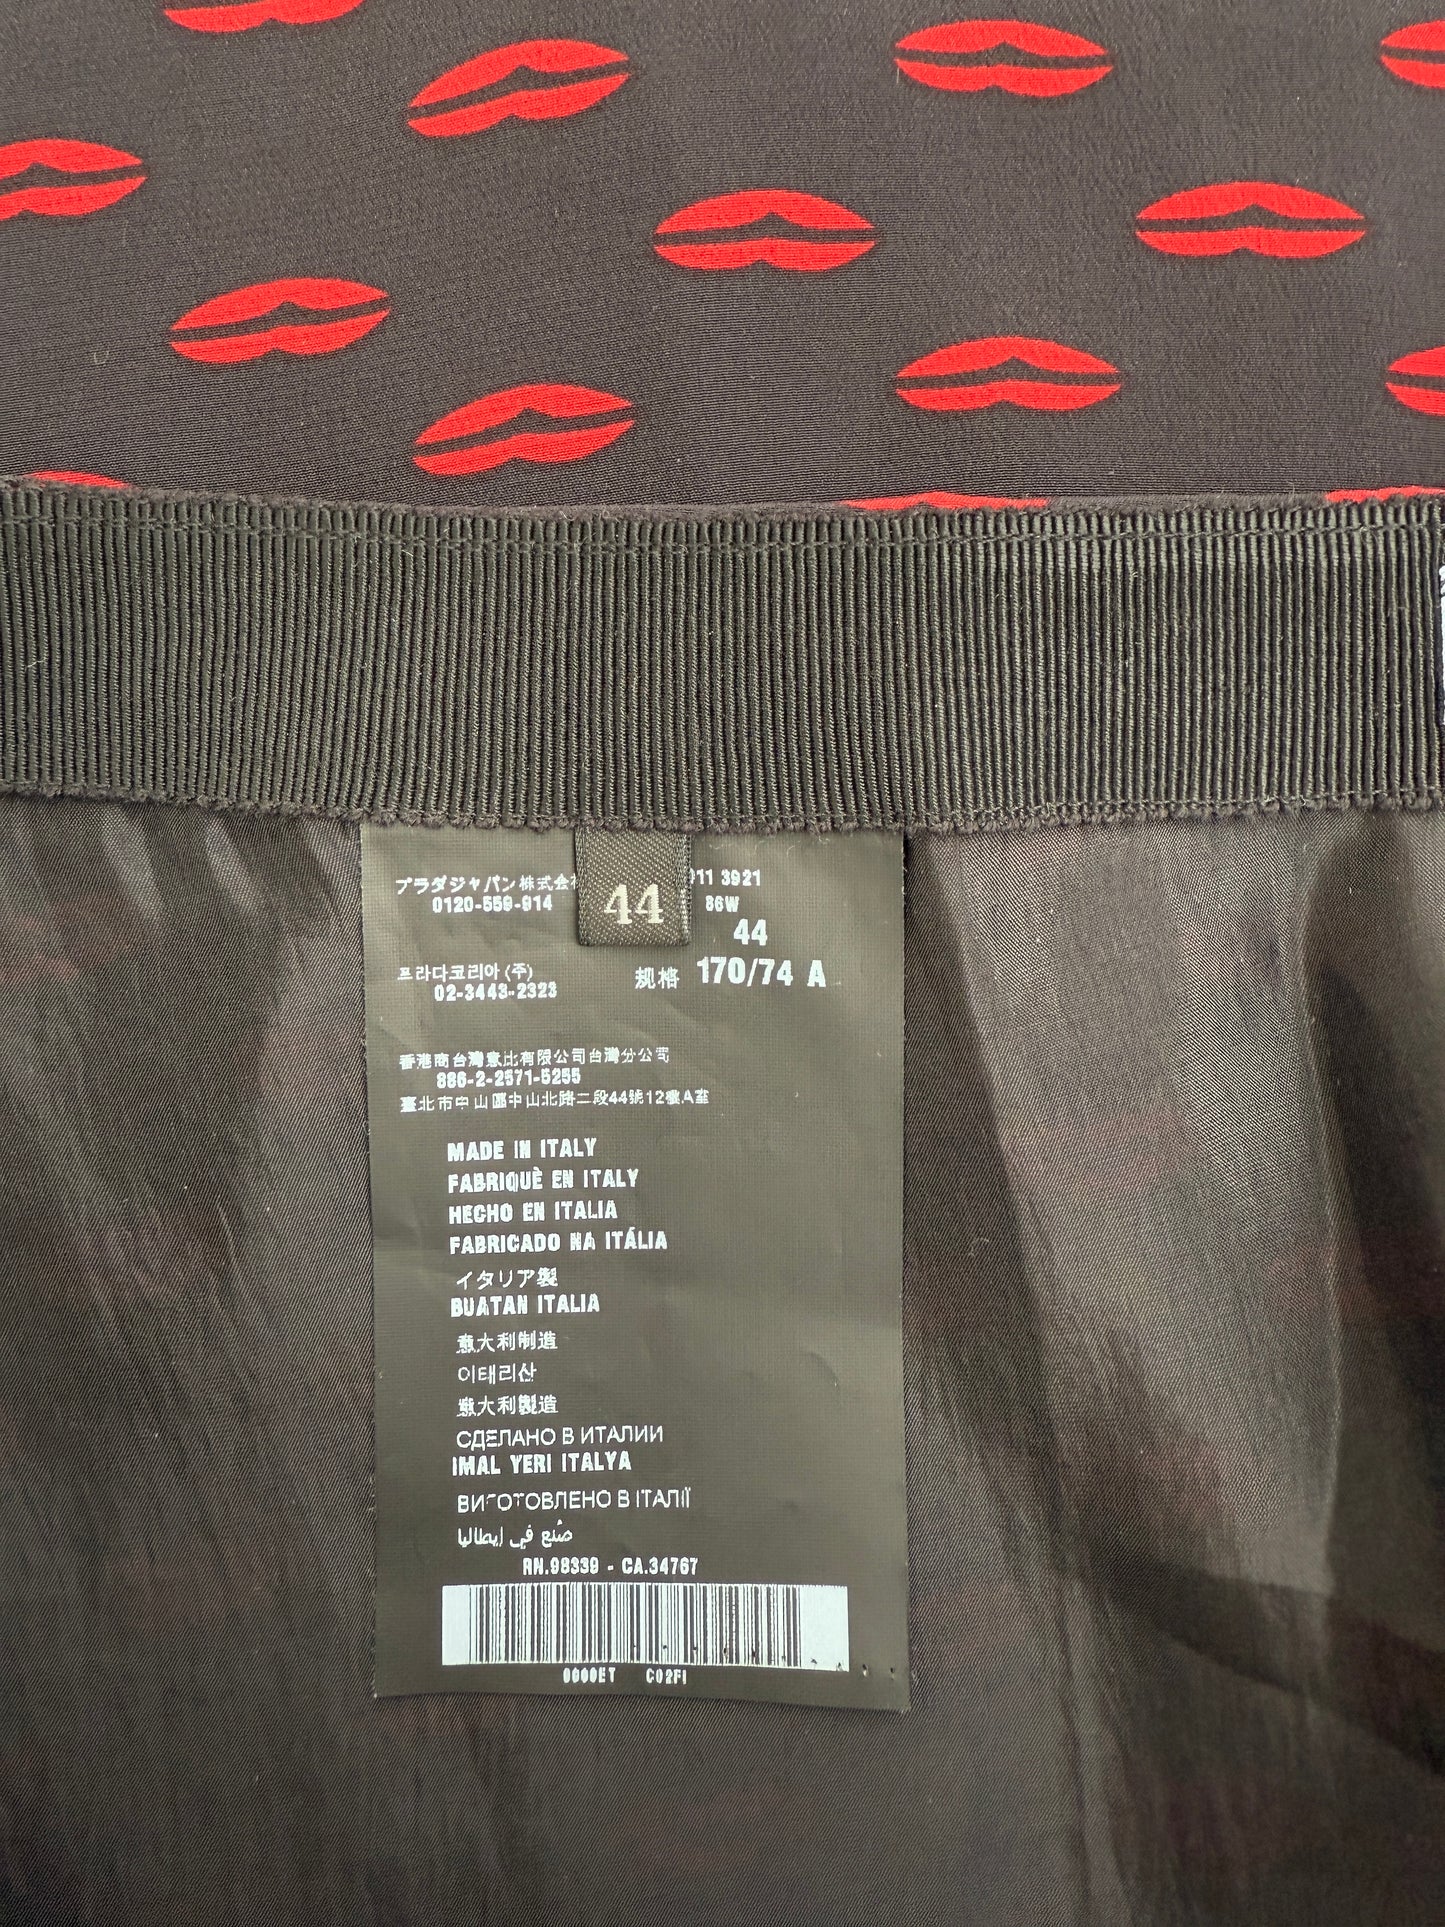 プラダジャパン株式会
011 3921
0120-559-914
86W
44
44
프라다코리아 (주)
规格 170/74 A
02-3443-2323
香港商台灣意比有限公司台灣分公司
886-2-2571-5255
臺北市中山區中山北路二段44號12樓A室
MADE IN ITALY
FABRIQUÈ EN ITALY
HECHO EN ITALIA
FABRICADO NA ITÁLIA
イタリア製
BUATAN ITALIA
意大利制造
이태리산
意大利製造
СДЕЛАНО В ИТАЛИИ
IMAL YERI ITALYA
ВИГОТОВЛЕНО В ІТАЛІЇ
صُنع في إيطاليا
RN.98339 - CA.34767
0000ET C02FI